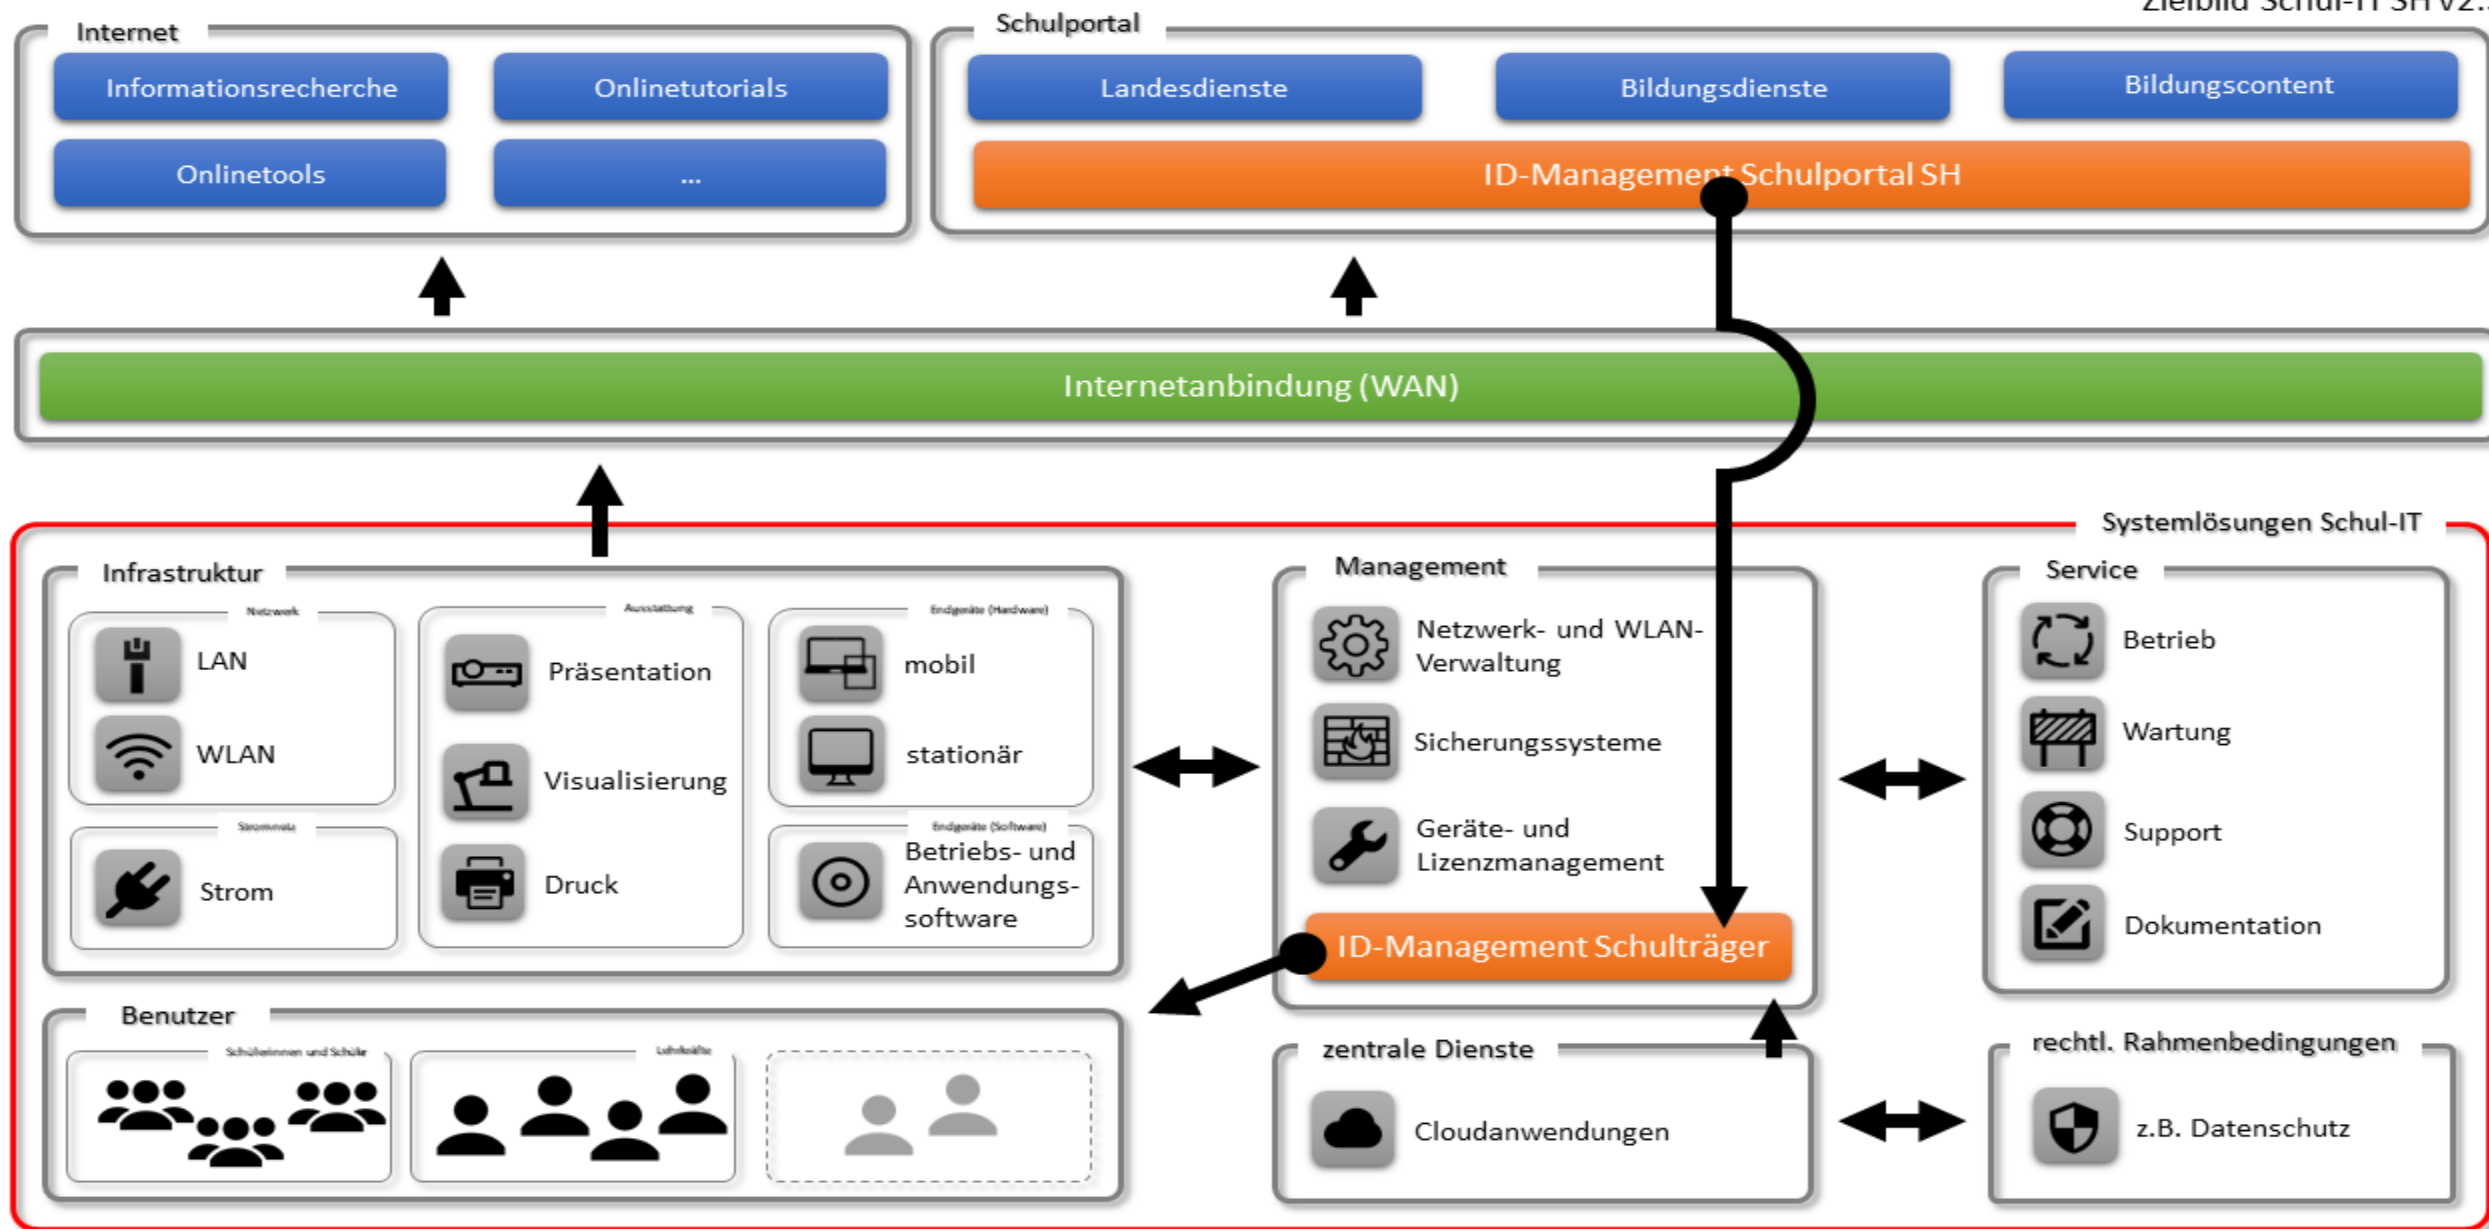 Zielbild Schul-IT SH v2.
Internet
Informationsrecherche
Onlinetutorials
Onlinetools
...
Schulportal
Landesdienste
Bildungsdienste
Bildungscontent
ID-Management Schulportal SH
Internetanbindung (WAN)
Systemlösungen Schul-IT
Infrastruktur
Netzwerk
LAN
WLAN
Stromnetz
Strom
Ausstattung
Präsentation
Visualisierung
Druck
Endgeräte (Hardware)
mobil
stationär
Endgeräte (Software)
Betriebs- und
Anwendungs-
software
Management
Netzwerk- und WLAN-
Verwaltung
Sicherungssysteme
Geräte- und
Lizenzmanagement
ID-Management Schulträger
Service
Betrieb
Wartung
Support
Dokumentation
Benutzer
Schülerinnen und Schüler
Lehrkräfte
zentrale Dienste
Cloudanwendungen
rechtl. Rahmenbedingungen
z.B. Datenschutz